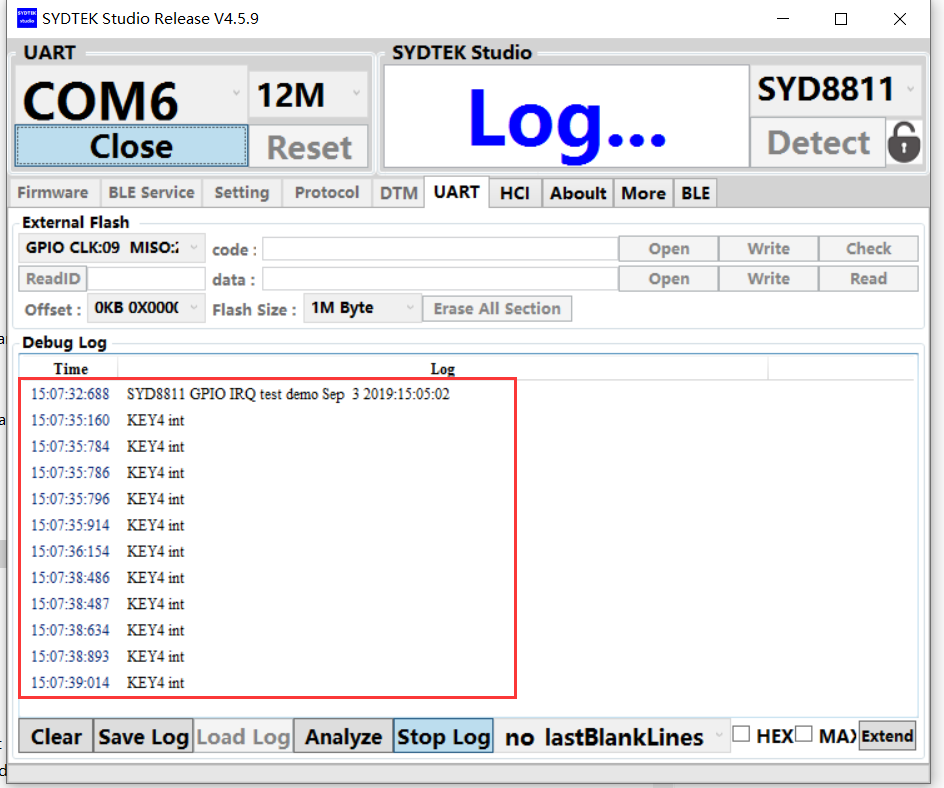 SYDTEK Studio Release V4.5.9
UART
SYDTEK Studio
COM6
12M
Log...
SYD8811
Close
Reset
Detect
Firmware
BLE Service
Setting
Protocol
DTM
UART
HCI
Aboult
More
BLE
External Flash
GPIO CLK:09 MISO:
code :
Open
Write
Check
ReadID
data :
Open
Write
Read
Offset :
0KB 0X000
Flash Size :
1M Byte
Erase All Section
Debug Log
Time Log
15:07:32:688 SYD8811 GPIO IRQ test demo Sep 3 2019:15:05:02
15:07:35:160 KEY4 int
15:07:35:784 KEY4 int
15:07:35:786 KEY4 int
15:07:35:796 KEY4 int
15:07:35:914 KEY4 int
15:07:36:154 KEY4 int
15:07:38:486 KEY4 int
15:07:38:487 KEY4 int
15:07:38:634 KEY4 int
15:07:38:893 KEY4 int
15:07:39:014 KEY4 int
Clear
Save Log
Load Log
Analyze
Stop Log
no lastBlankLines
HEX
MAX
Extend